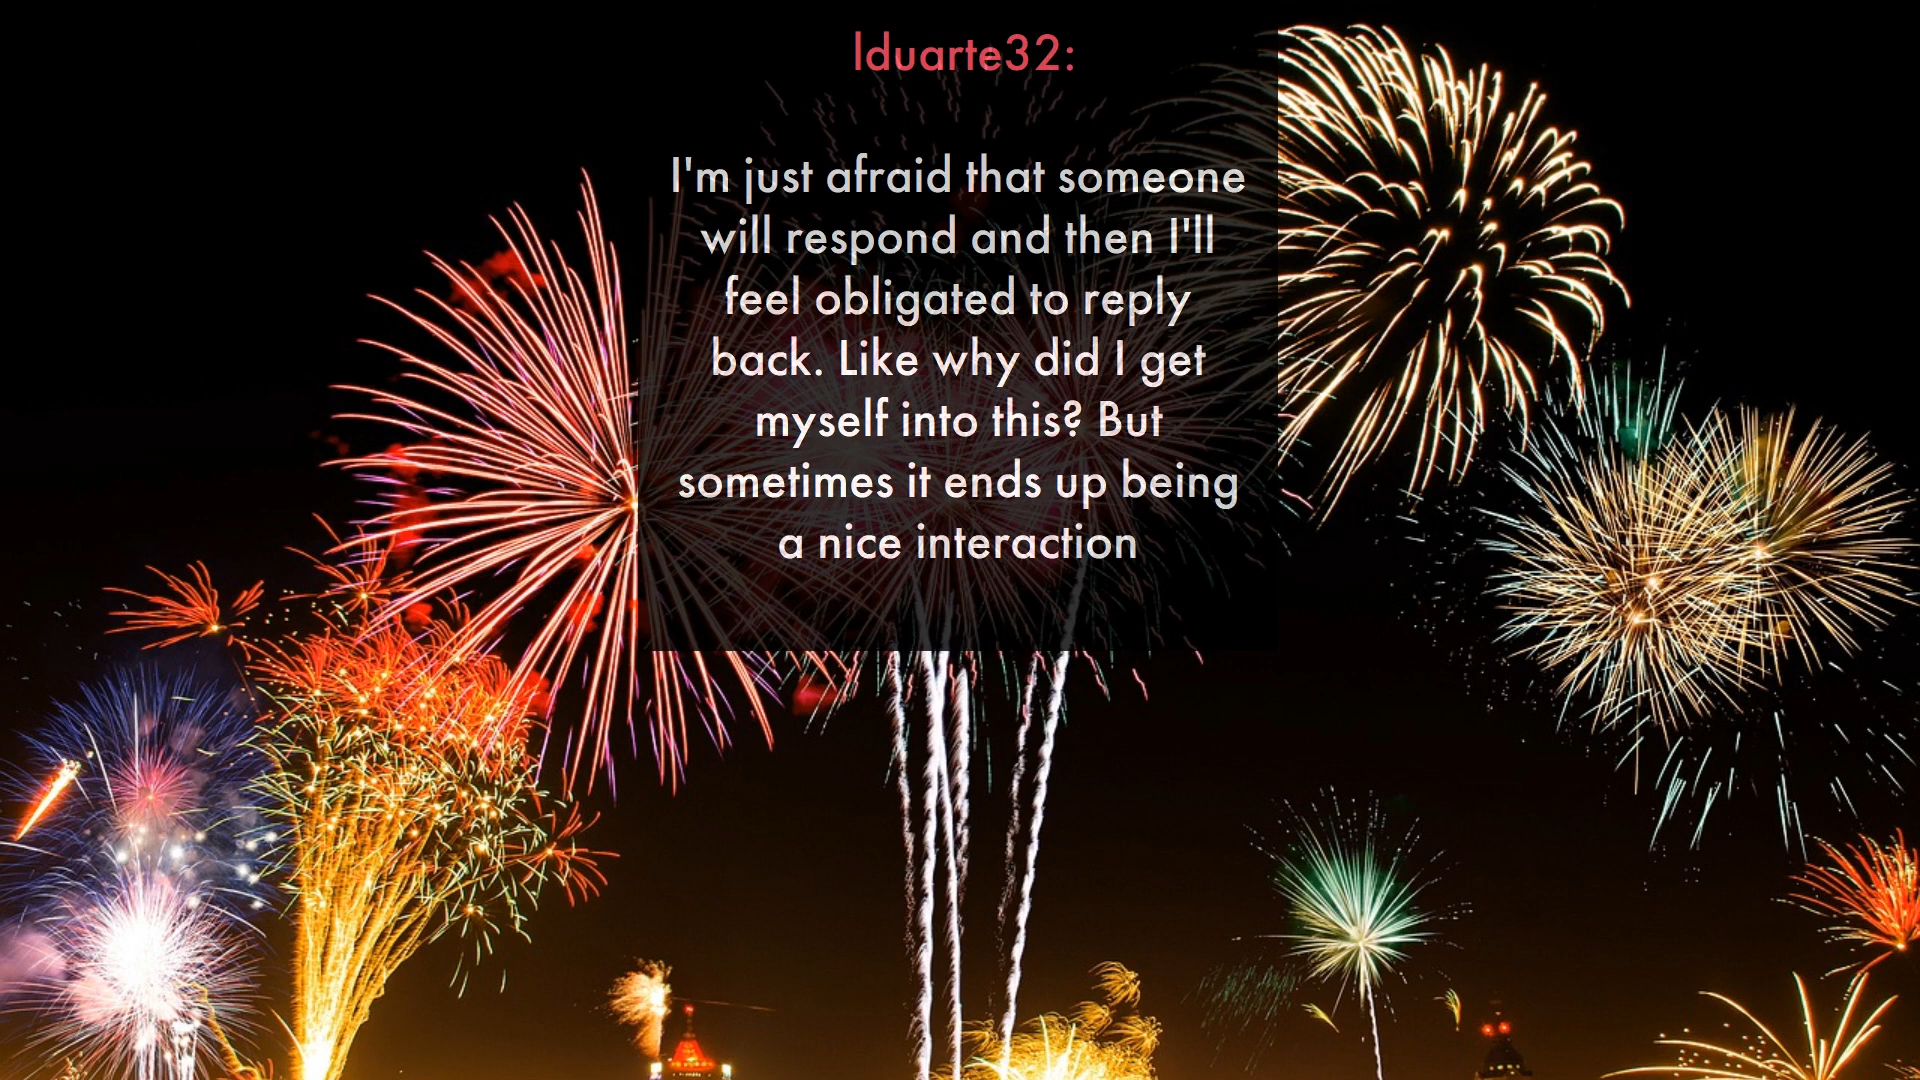 lduarte32:
I'm just afraid that someone
will respond and then I'll
feel obligated to reply
back. Like why did I get
myself into this? But
sometimes it ends up being
a nice interaction